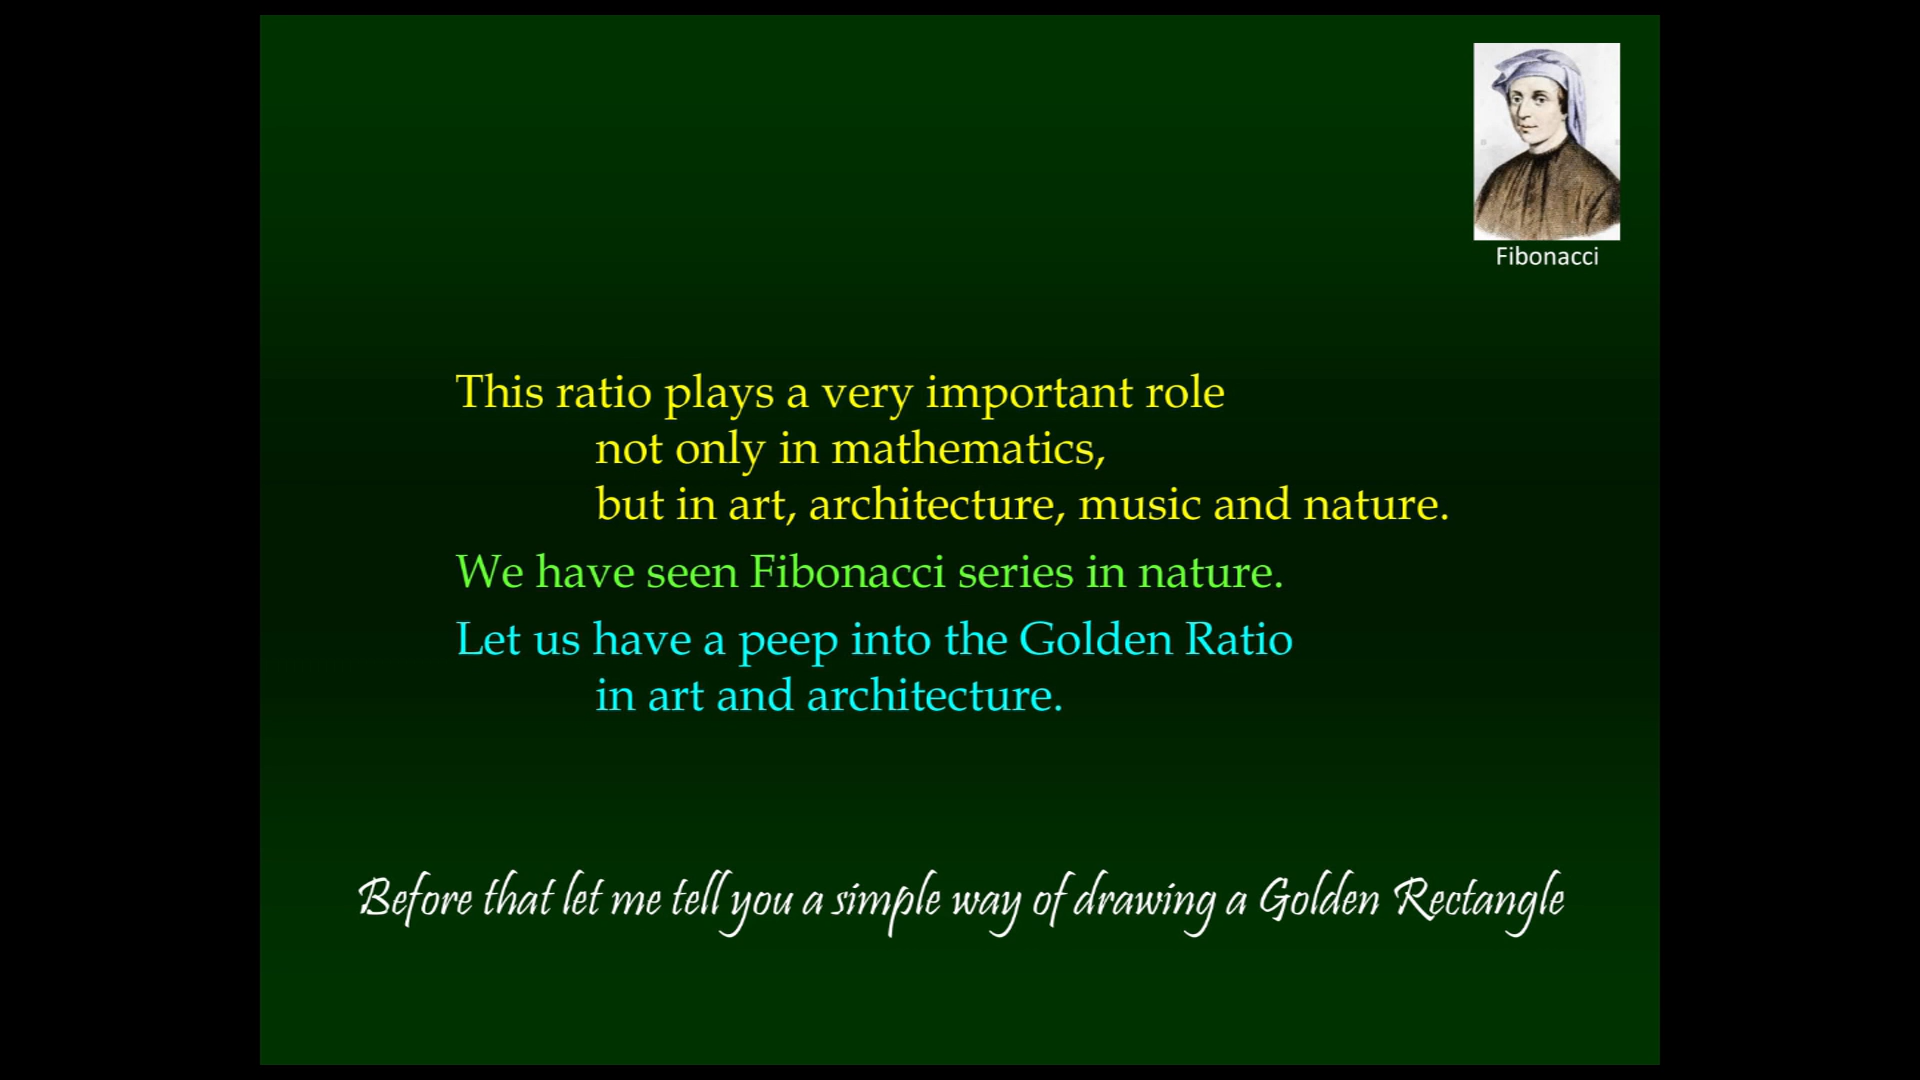 Fibonacci
This ratio plays a very important role
not only in mathematics,
but in art, architecture, music and nature.
We have seen Fibonacci series in nature.
Let us have a peep into the Golden Ratio
in art and architecture.
Before that let me tell you a simple way of drawing a Golden Rectangle